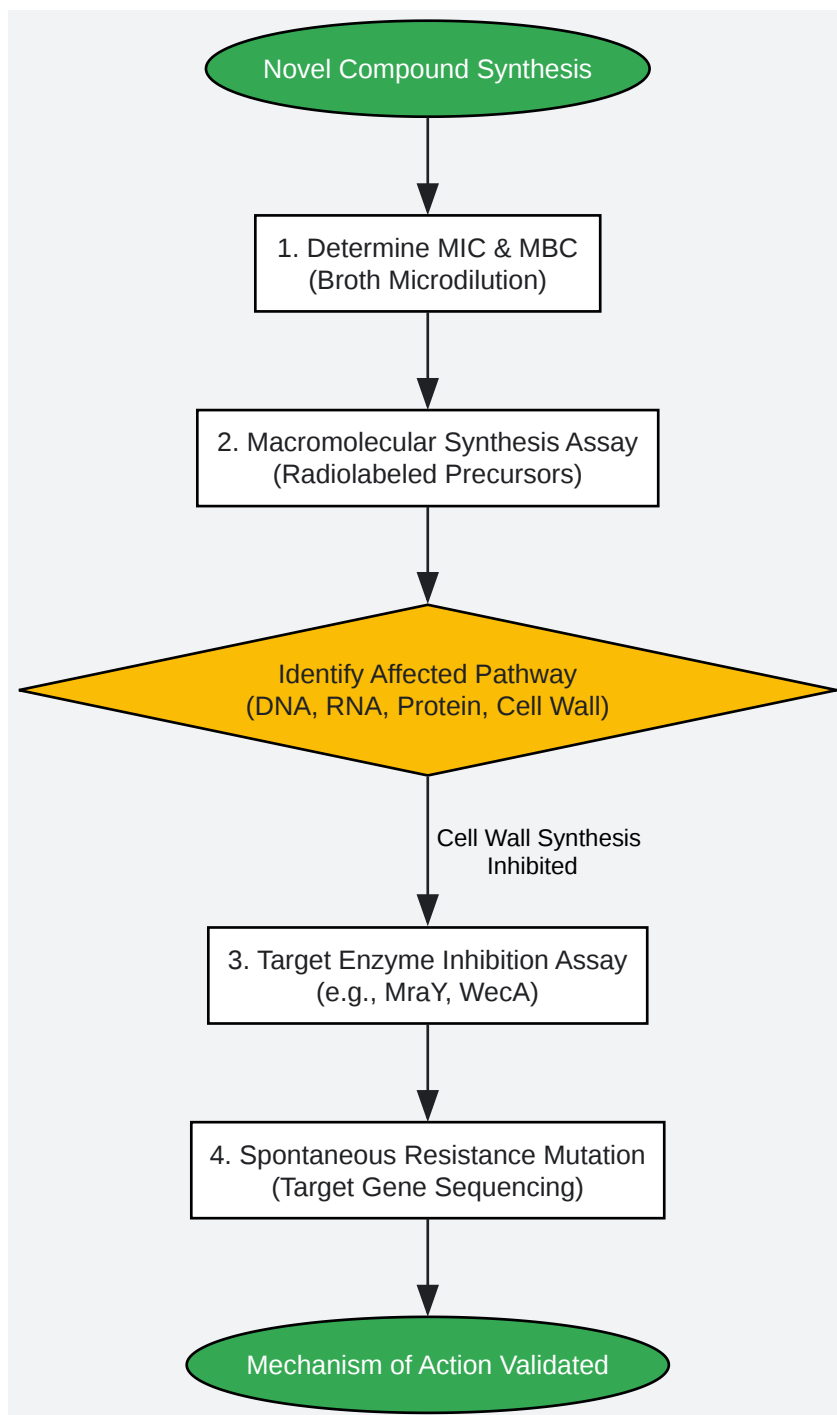 Novel Compound Synthesis
1. Determine MIC & MBC
(Broth Microdilution)
2. Macromolecular Synthesis Assay
(Radiolabeled Precursors)
Identify Affected Pathway
(DNA, RNA, Protein, Cell Wall)
Cell Wall Synthesis
Inhibited
3. Target Enzyme Inhibition Assay
(e.g., MraY, WecA)
4. Spontaneous Resistance Mutation
(Target Gene Sequencing)
Mechanism of Action Validated